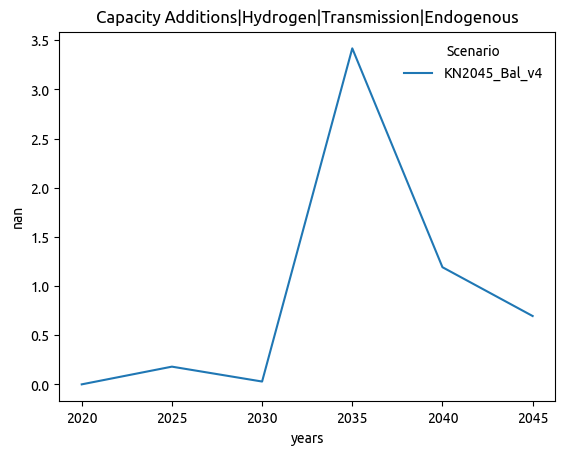 Capacity Additions|Hydrogen|Transmission|Endogenous
Scenario
KN2045_Bal_v4
3.5
3.0
2.5
2.0
1.5
1.0
0.5
0.0
nan
2020 2025 2030 2035 2040 2045
years